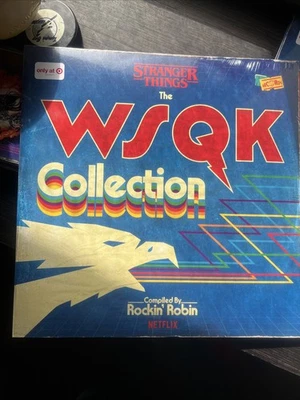 only at
STRANGER
THINGS
The
WSQK
Collection
Compiled By
Rockin' Robin
NETFLIX